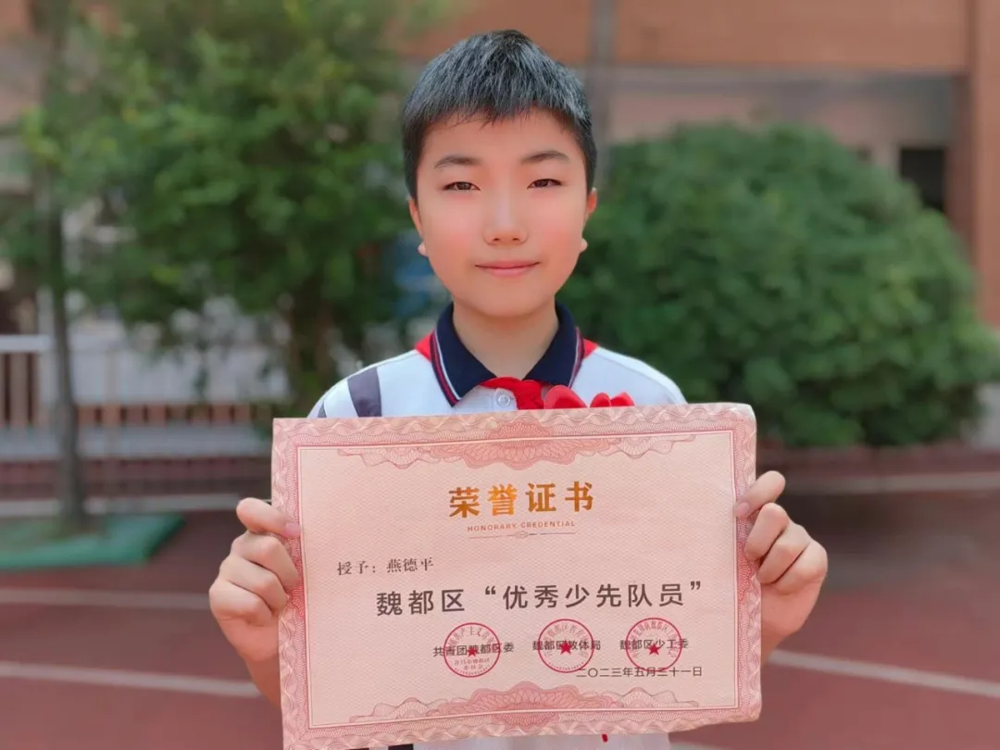 荣誉证书
HONORARY CREDENTIAL
授予：燕德平
魏都区“优秀少先队员”
共青团魏都区委 魏都区教体局 魏都区少工委
二〇二三年五月三十一日